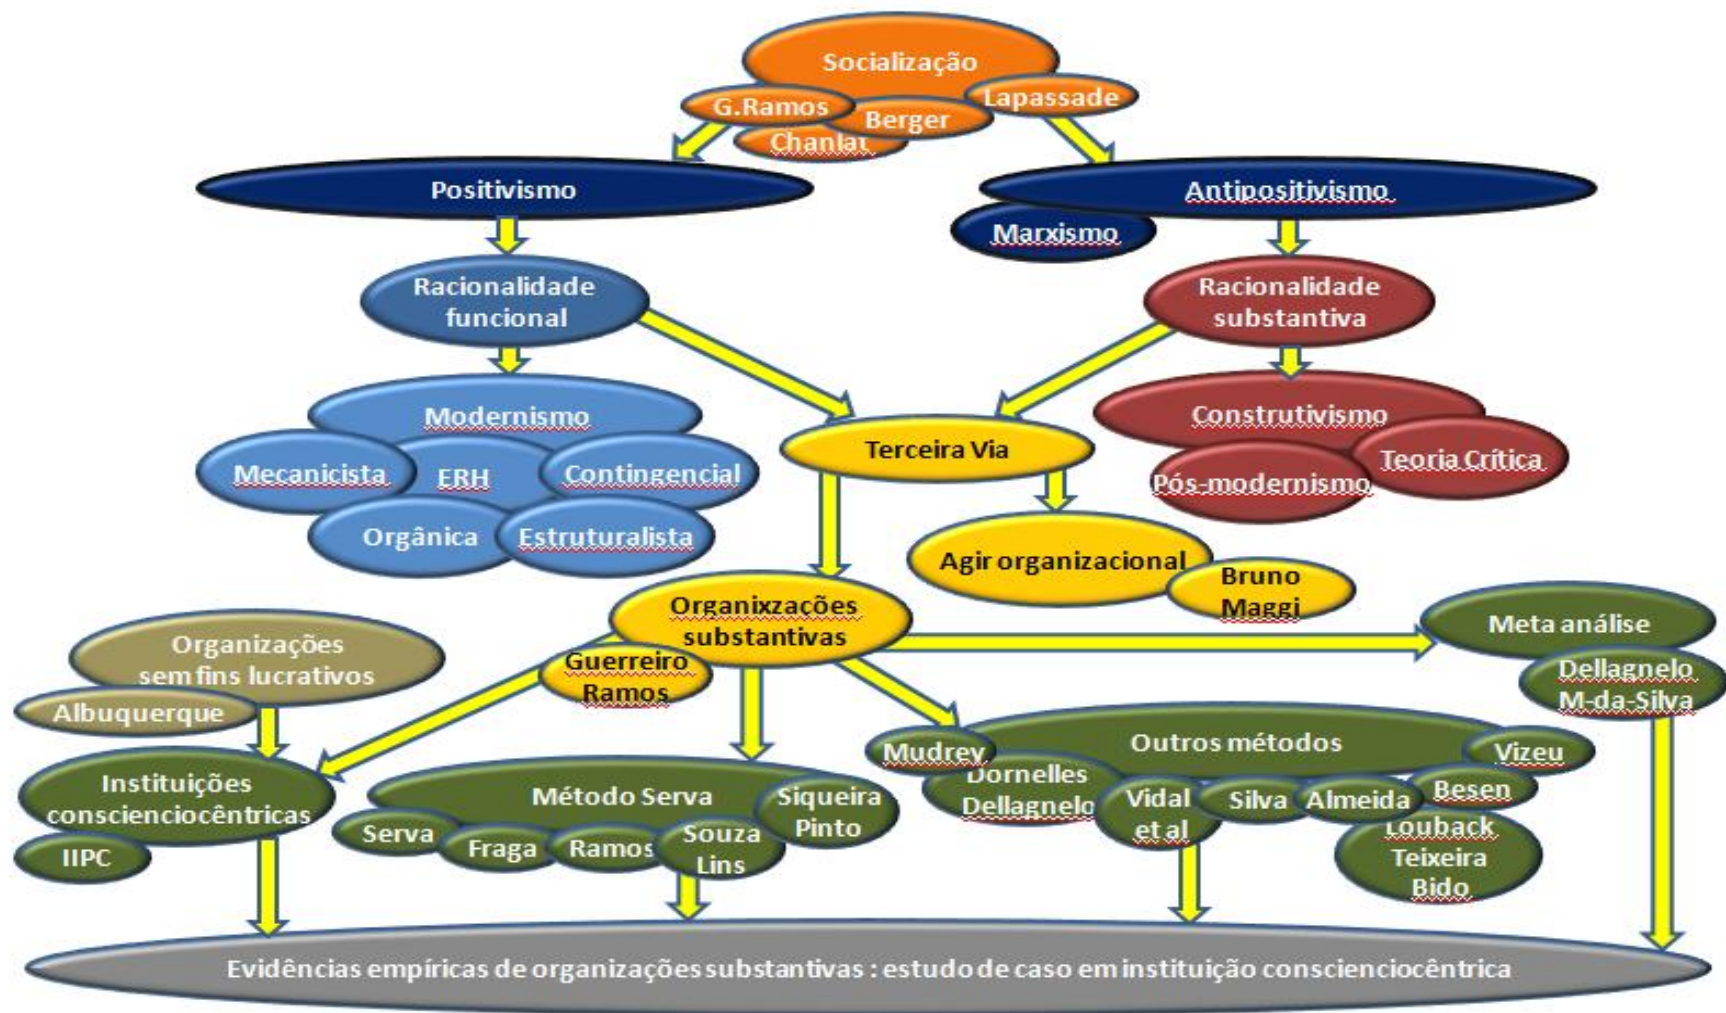 Socialização
G.Ramos
Berger
Lapassade
Chanlat
Positivismo
Antipositivismo
Marxismo
Racionalidade
funcional
Racionalidade
substantiva
Modernismo
Mecanicista
ERH
Contingencial
Orgânica
Estruturalista
Terceira Via
Construtivismo
Teoria Crítica
Pós-modernismo
Agir organizacional
Bruno
Maggi
Organixzações
substantivas
Guerreiro
Ramos
Organizações
sem fins lucrativos
Albuquerque
Meta análise
Dellagnelo
M-da-Silva
Instituições
conscienciocêntricas
IIPC
Método Serva
Serva
Fraga
Ramos
Souza
Lins
Siqueira
Pinto
Outros métodos
Mudrey
Dornelles
Dellagnelo
Vidal
et al
Silva
Almeida
Besen
Vizeu
Louback
Teixeira
Bido
Evidências empíricas de organizações substantivas : estudo de caso em instituição conscienciocêntrica